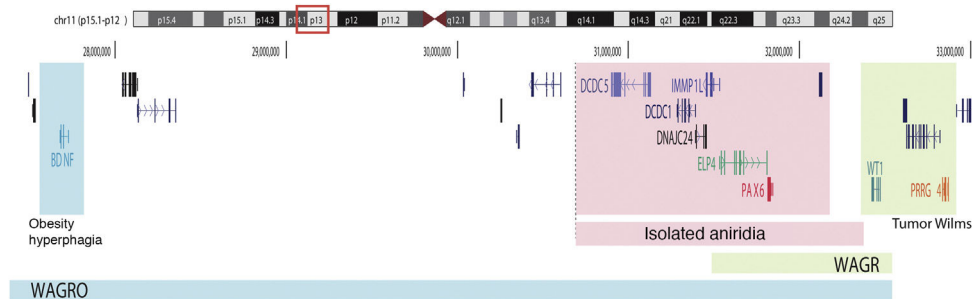 chr11 (p15.1-p12) p15.4 p15.1 p14.3 p14.1 p13 p12 p11.2 q12.1 q13.4 q14.1 q14.3 q21 q22.1 q22.3 q23.3 q24.2 q25
28,000,000 29,000,000 30,000,000 31,000,000 32,000,000 33,000,000
DCDC5 IMMP1L
DCDC1
DNAJC24
BDNF ELP4 WT1
PAX6 PRRG 4
Obesity
hyperphagia
Tumor Wilms
Isolated aniridia
WAGR
WAGRO